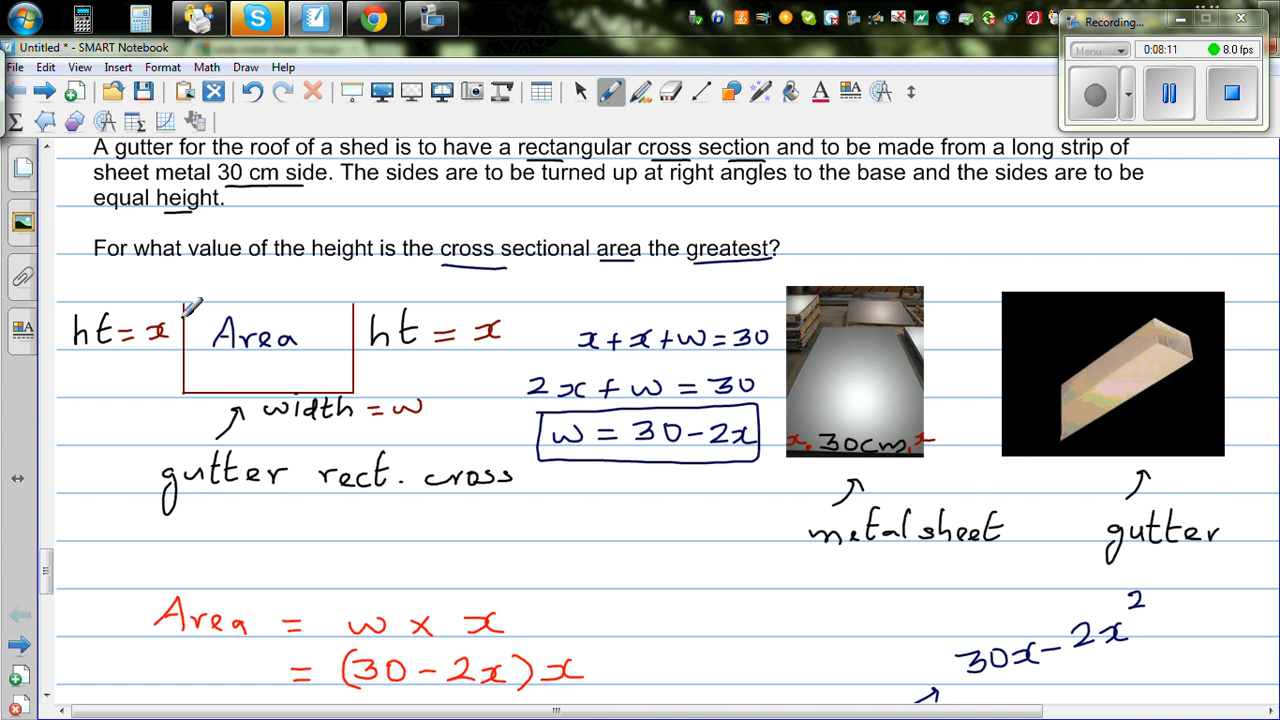 Untitled * - SMART Notebook
File Edit View Insert Format Math Draw Help
Recording...
Menu
0:08:11
8.0 fps
A gutter for the roof of a shed is to have a rectangular cross section and to be made from a long strip of
sheet metal 30 cm side. The sides are to be turned up at right angles to the base and the sides are to be
equal height.
For what value of the height is the cross sectional area the greatest?
ht = x
Area
ht = x
width = w
gutter rect. cross
x + x + w = 30
2x + w = 30
w = 30 - 2x
x, 30cm, x
metal sheet
gutter
Area = w × x
= (30 - 2x) x
30x - 2x²